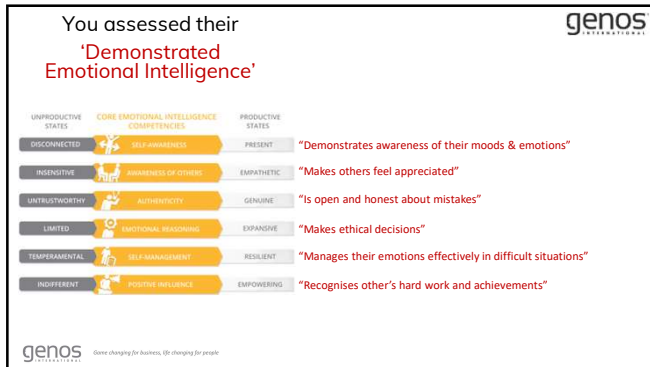 You assessed their
‘Demonstrated
Emotional Intelligence’
genos
INTERNATIONAL
UNPRODUCTIVE
STATES
CORE EMOTIONAL INTELLIGENCE
COMPETENCIES
PRODUCTIVE
STATES
DISCONNECTED SELF-AWARENESS PRESENT “Demonstrates awareness of their moods & emotions”
INSENSITIVE AWARENESS OF OTHERS EMPATHETIC “Makes others feel appreciated”
UNTRUSTWORTHY AUTHENTICITY GENUINE “Is open and honest about mistakes”
LIMITED EMOTIONAL REASONING EXPANSIVE “Makes ethical decisions”
TEMPERAMENTAL SELF-MANAGEMENT RESILIENT “Manages their emotions effectively in difficult situations”
INDIFFERENT POSITIVE INFLUENCE EMPOWERING “Recognises other’s hard work and achievements”
genos
INTERNATIONAL
Game changing for business, life changing for people